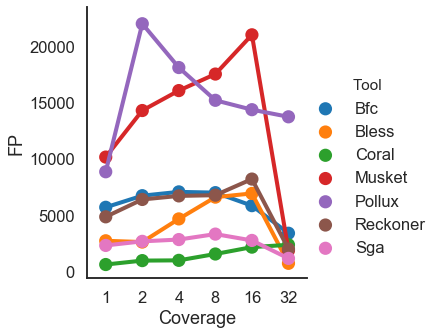 20000
15000
10000
5000
0
FP
1 2 4 8 16 32
Coverage
Tool
Bfc
Bless
Coral
Musket
Pollux
Reckoner
Sga